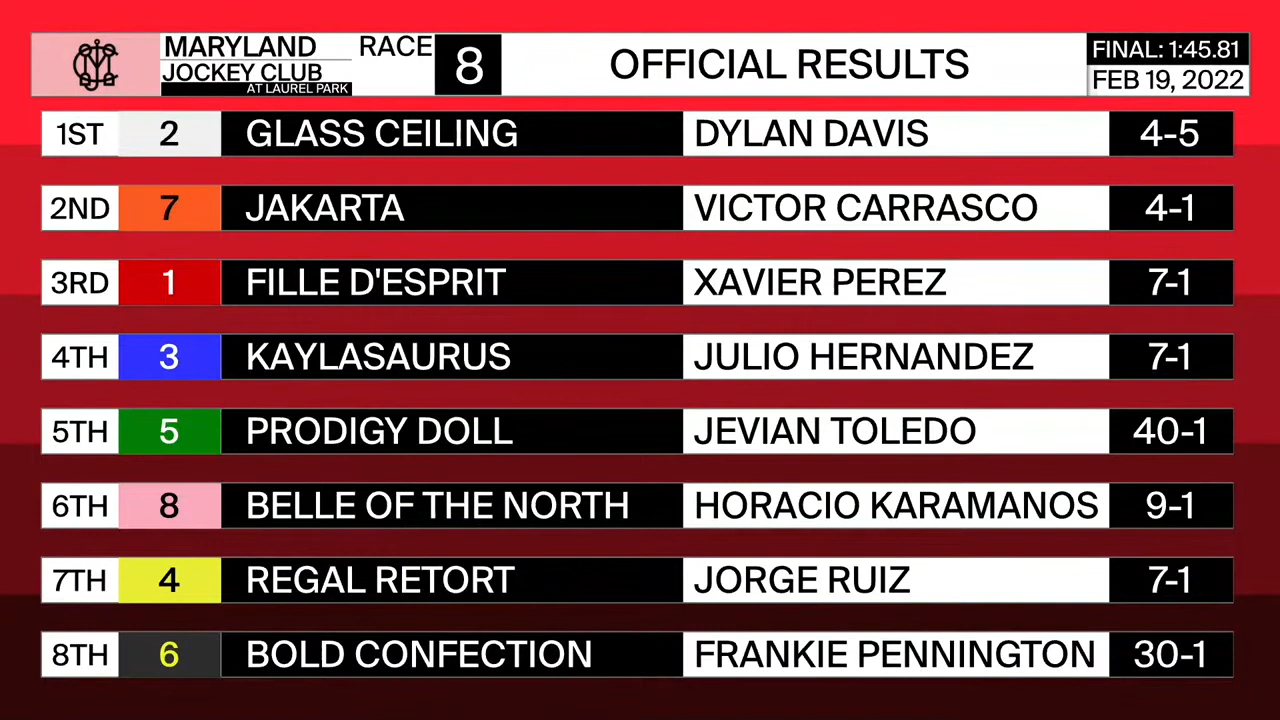 MARYLAND
JOCKEY CLUB
AT LAUREL PARK
RACE 8
OFFICIAL RESULTS
FINAL: 1:45.81
FEB 19, 2022
1ST 2 GLASS CEILING DYLAN DAVIS 4-5
2ND 7 JAKARTA VICTOR CARRASCO 4-1
3RD 1 FILLE D'ESPRIT XAVIER PEREZ 7-1
4TH 3 KAYLASAURUS JULIO HERNANDEZ 7-1
5TH 5 PRODIGY DOLL JEVIAN TOLEDO 40-1
6TH 8 BELLE OF THE NORTH HORACIO KARAMANOS 9-1
7TH 4 REGAL RETORT JORGE RUIZ 7-1
8TH 6 BOLD CONFECTION FRANKIE PENNINGTON 30-1